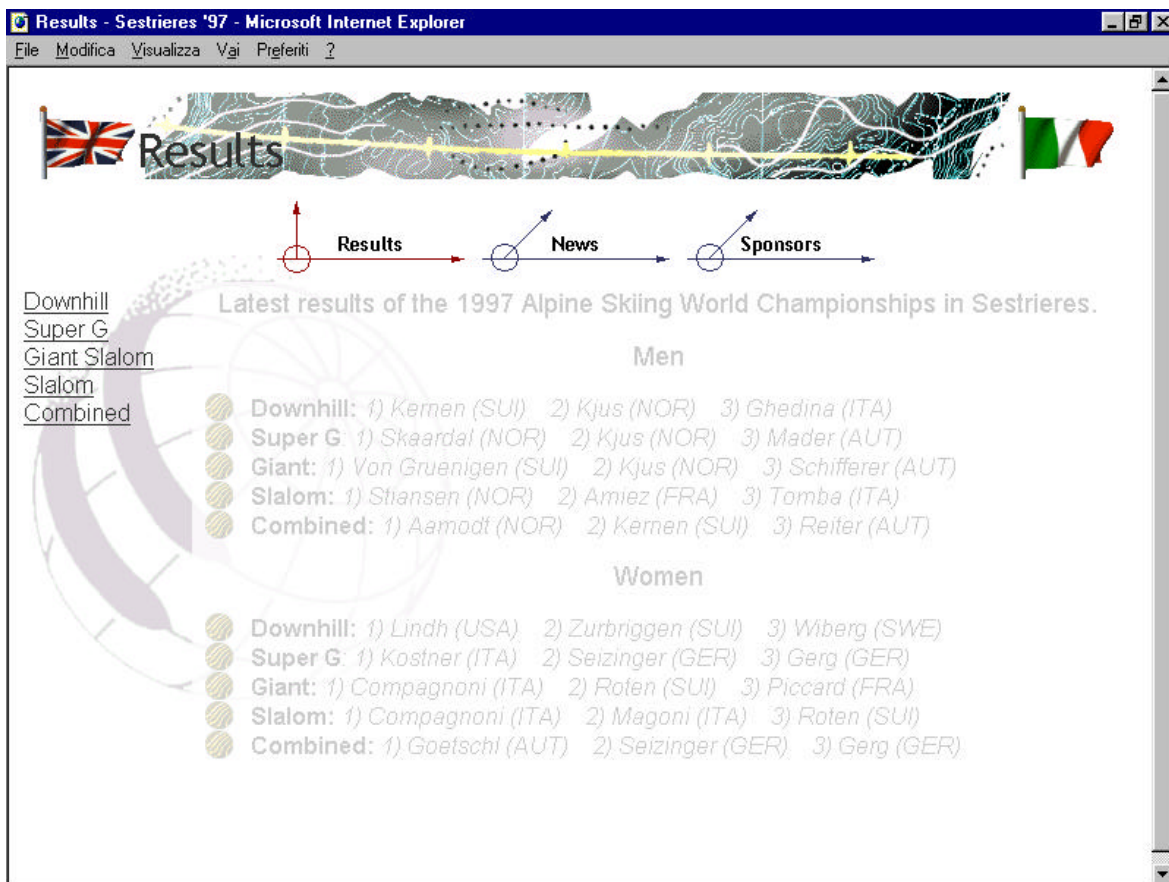 Results - Sestrieres '97 - Microsoft Internet Explorer
File Modifica Visualizza Vai Preferiti ?
Results
Results News Sponsors
Downhill
Super G
Giant Slalom
Slalom
Combined
Latest results of the 1997 Alpine Skiing World Championships in Sestrieres.
Men
Downhill: 1) Kernen (SUI) 2) Kjus (NOR) 3) Ghedina (ITA)
Super G: 1) Skaardal (NOR) 2) Kjus (NOR) 3) Mader (AUT)
Giant: 1) Von Gruenigen (SUI) 2) Kjus (NOR) 3) Schifferer (AUT)
Slalom: 1) Stiansen (NOR) 2) Amiez (FRA) 3) Tomba (ITA)
Combined: 1) Aamodt (NOR) 2) Kernen (SUI) 3) Reiter (AUT)
Women
Downhill: 1) Lindh (USA) 2) Zurbriggen (SUI) 3) Wiberg (SWE)
Super G: 1) Kostner (ITA) 2) Seizinger (GER) 3) Gerg (GER)
Giant: 1) Compagnoni (ITA) 2) Roten (SUI) 3) Piccard (FRA)
Slalom: 1) Compagnoni (ITA) 2) Magoni (ITA) 3) Roten (SUI)
Combined: 1) Goetschl (AUT) 2) Seizinger (GER) 3) Gerg (GER)